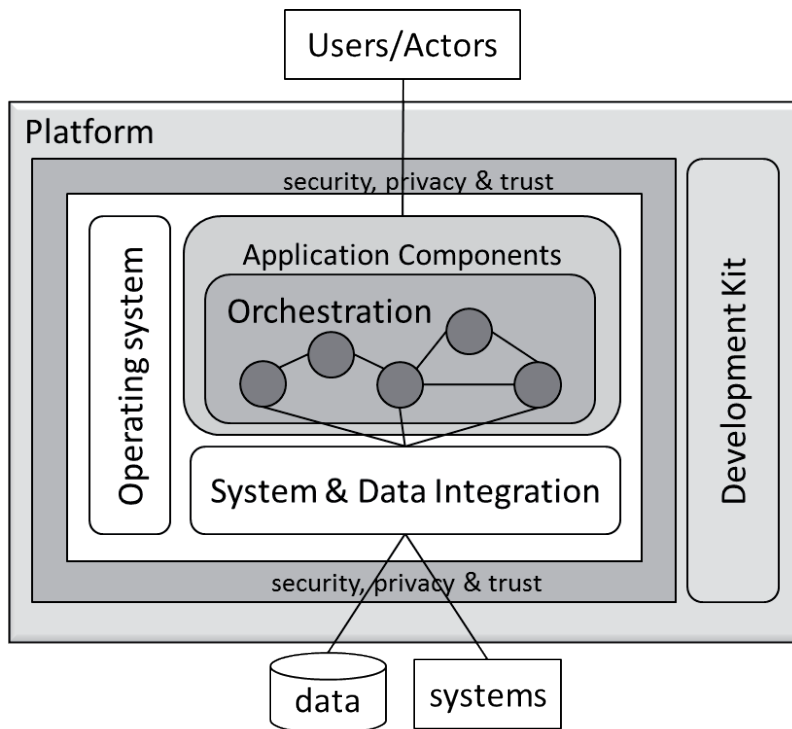 Users/Actors
Platform
security, privacy & trust
Operating system
Application Components
Orchestration
System & Data Integration
Development Kit
security, privacy & trust
data
systems